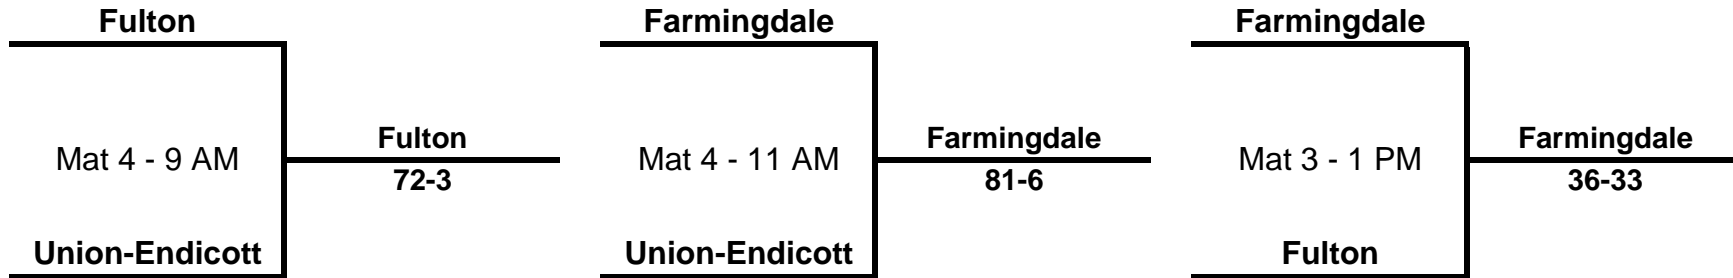 Fulton
Mat 4 - 9 AM
Fulton
72-3
Union-Endicott
Farmingdale
Mat 4 - 11 AM
Farmingdale
81-6
Union-Endicott
Farmingdale
Mat 3 - 1 PM
Farmingdale
36-33
Fulton